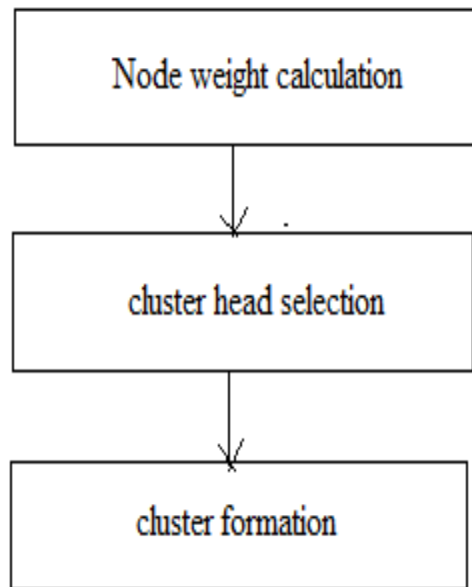 Node weight calculation
cluster head selection
cluster formation